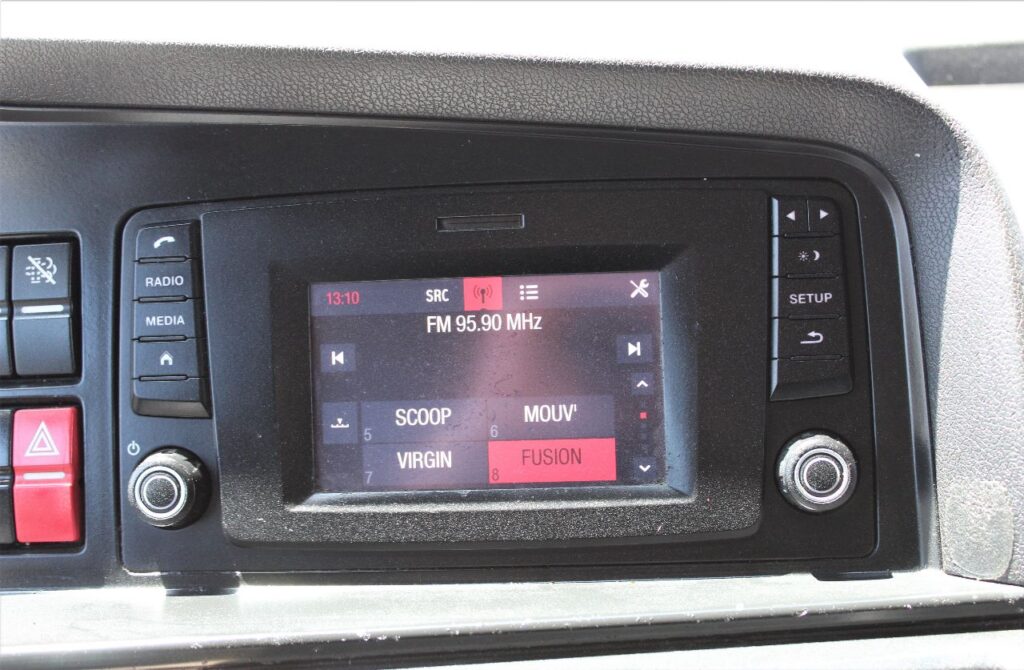 RADIO
MEDIA
13:10 SRC
FM 95.90 MHz
5 SCOOP
6 MOUV'
7 VIRGIN
8 FUSION
SETUP